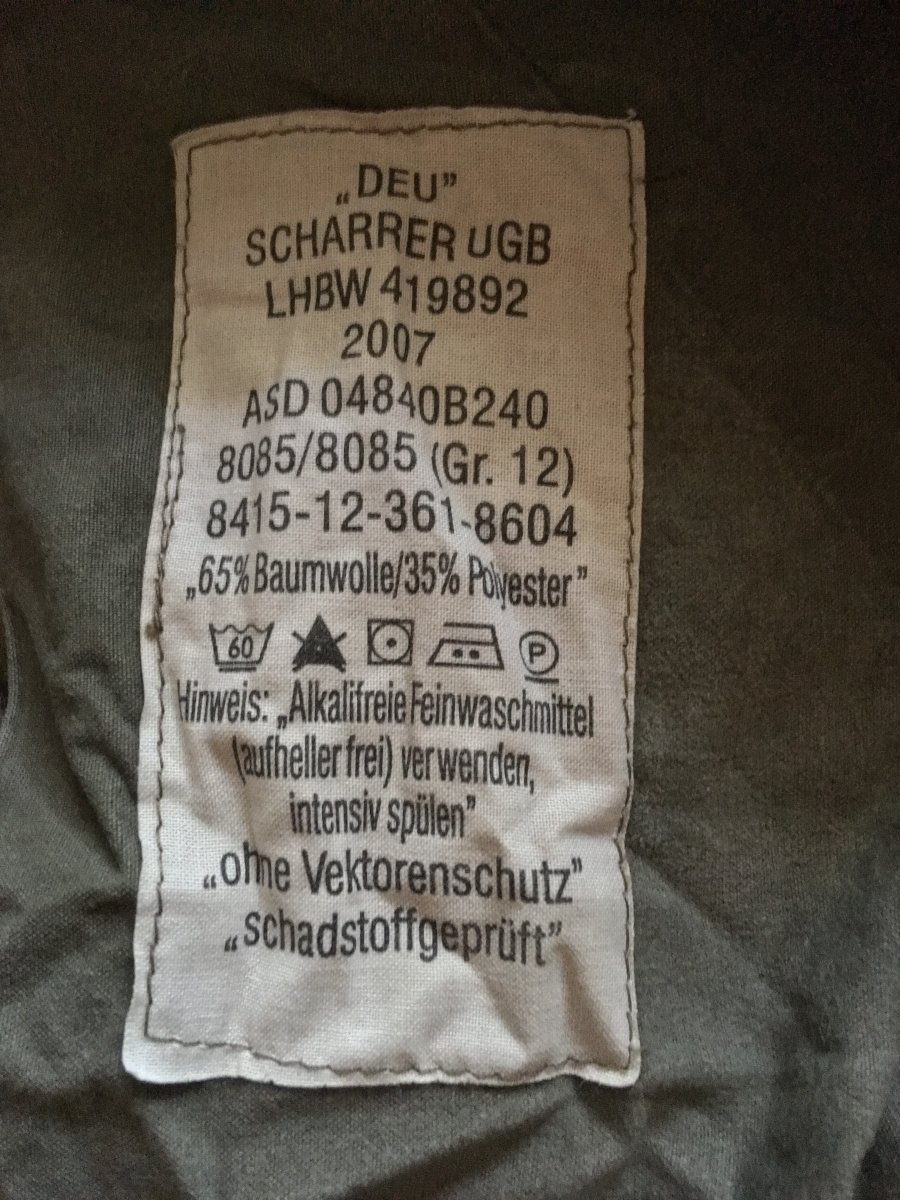 „DEU”
SCHARRER UGB
LHBW 419892
2007
ASD 04840B240
8085/8085 (Gr. 12)
8415-12-361-8604
„65% Baumwolle/35% Polyester”
60 P
Hinweis: „Alkalifreie Feinwaschmittel
(aufheller frei) verwenden,
intensiv spülen”
„ohne Vektorenschutz”
„schadstoffgeprüft”